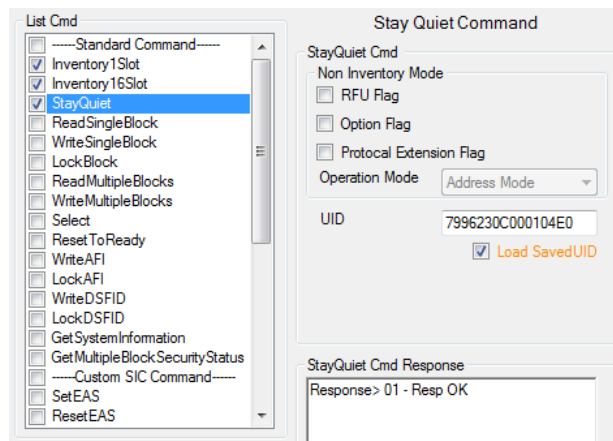 List Cmd
------Standard Command------
Inventory1Slot
Inventory16Slot
StayQuiet
ReadSingleBlock
WriteSingleBlock
LockBlock
ReadMultipleBlocks
WriteMultipleBlocks
Select
ResetToReady
WriteAFI
LockAFI
WriteDSFID
LockDSFID
GetSystemInformation
GetMultipleBlockSecurityStatus
------Custom SIC Command------
SetEAS
ResetEAS
Stay Quiet Command
StayQuiet Cmd
Non Inventory Mode
RFU Flag
Option Flag
Protocal Extension Flag
Operation Mode Address Mode
UID 7996230C000104E0
Load SavedUID
StayQuiet Cmd Response
Response> 01 - Resp OK